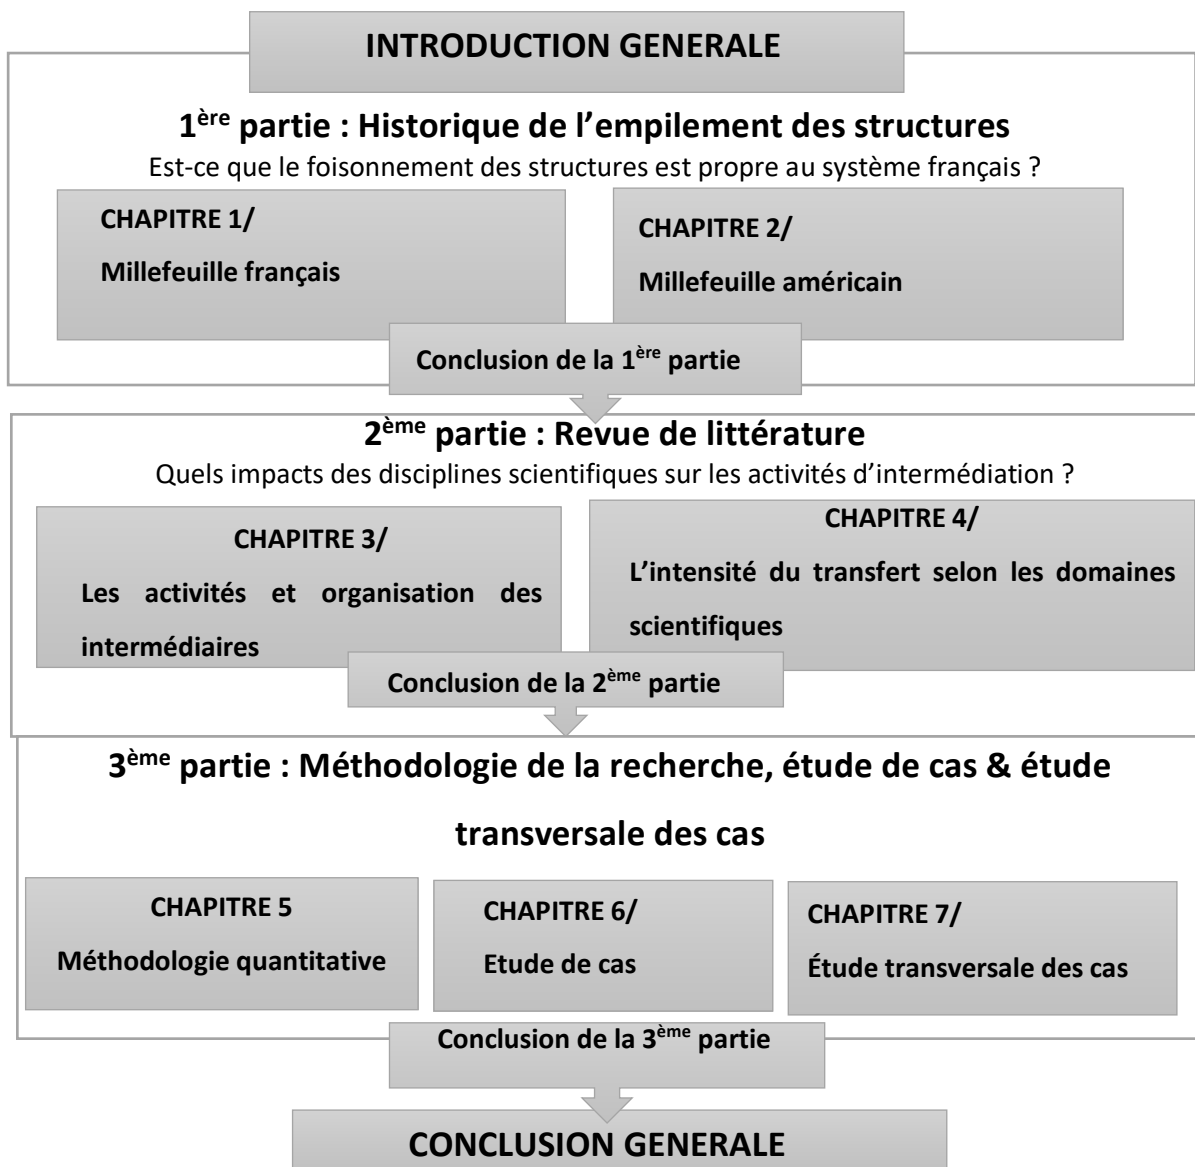 INTRODUCTION GENERALE
1ère partie : Historique de l’empilement des structures
Est-ce que le foisonnement des structures est propre au système français ?
CHAPITRE 1/
Millefeuille français
CHAPITRE 2/
Millefeuille américain
Conclusion de la 1ère partie
2ème partie : Revue de littérature
Quels impacts des disciplines scientifiques sur les activités d’intermédiation ?
CHAPITRE 3/
Les activités et organisation des
intermédiaires
CHAPITRE 4/
L’intensité du transfert selon les domaines
scientifiques
Conclusion de la 2ème partie
3ème partie : Méthodologie de la recherche, étude de cas & étude
transversale des cas
CHAPITRE 5
Méthodologie quantitative
CHAPITRE 6/
Etude de cas
CHAPITRE 7/
Étude transversale des cas
Conclusion de la 3ème partie
CONCLUSION GENERALE